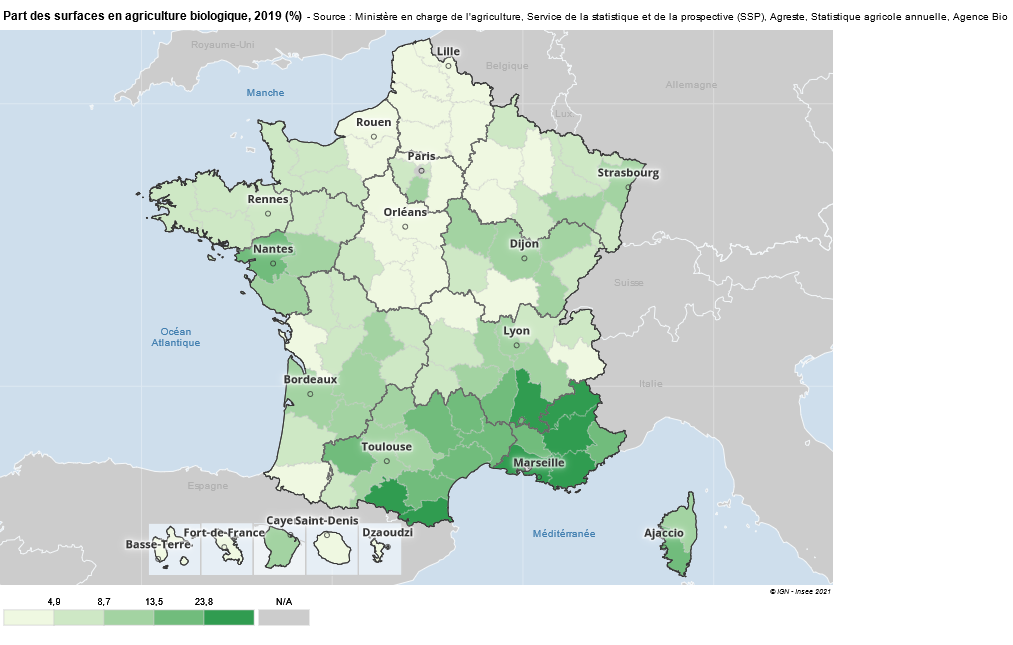 Part des surfaces en agriculture biologique, 2019 (%) - Source : Ministère en charge de l'agriculture, Service de la statistique et de la prospective (SSP), Agreste, Statistique agricole annuelle, Agence Bio
Royaume-Uni
Lille
Belgique
Allemagne
Manche
Lux
Rouen
Paris
Strasbourg
Rennes
Orléans
Nantes
Dijon
Suisse
Océan
Atlantique
Lyon
Bordeaux
Italie
Toulouse
Marseille
Espagne
Caye
Saint-Denis
Fort-de-France
Dzaoudzi
Basse-Terre
Méditérrannée
Ajaccio
© IGN - Insee 2021
4,9 8,7 13,5 23,8 N/A